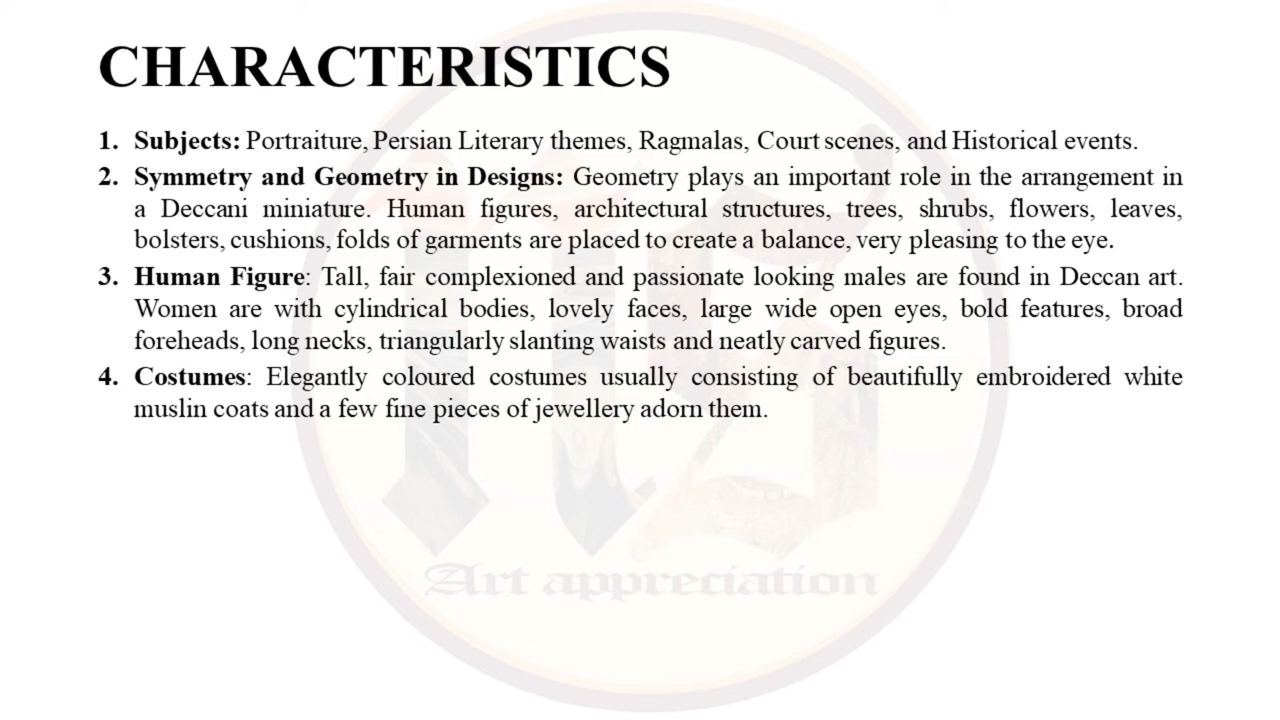 CHARACTERISTICS
1. Subjects: Portraiture, Persian Literary themes, Ragmalas, Court scenes, and Historical events.
2. Symmetry and Geometry in Designs: Geometry plays an important role in the arrangement in
a Deccani miniature. Human figures, architectural structures, trees, shrubs, flowers, leaves,
bolsters, cushions, folds of garments are placed to create a balance, very pleasing to the eye.
3. Human Figure: Tall, fair complexioned and passionate looking males are found in Deccan art.
Women are with cylindrical bodies, lovely faces, large wide open eyes, bold features, broad
foreheads, long necks, triangularly slanting waists and neatly carved figures.
4. Costumes: Elegantly coloured costumes usually consisting of beautifully embroidered white
muslin coats and a few fine pieces of jewellery adorn them.
Art appreciation